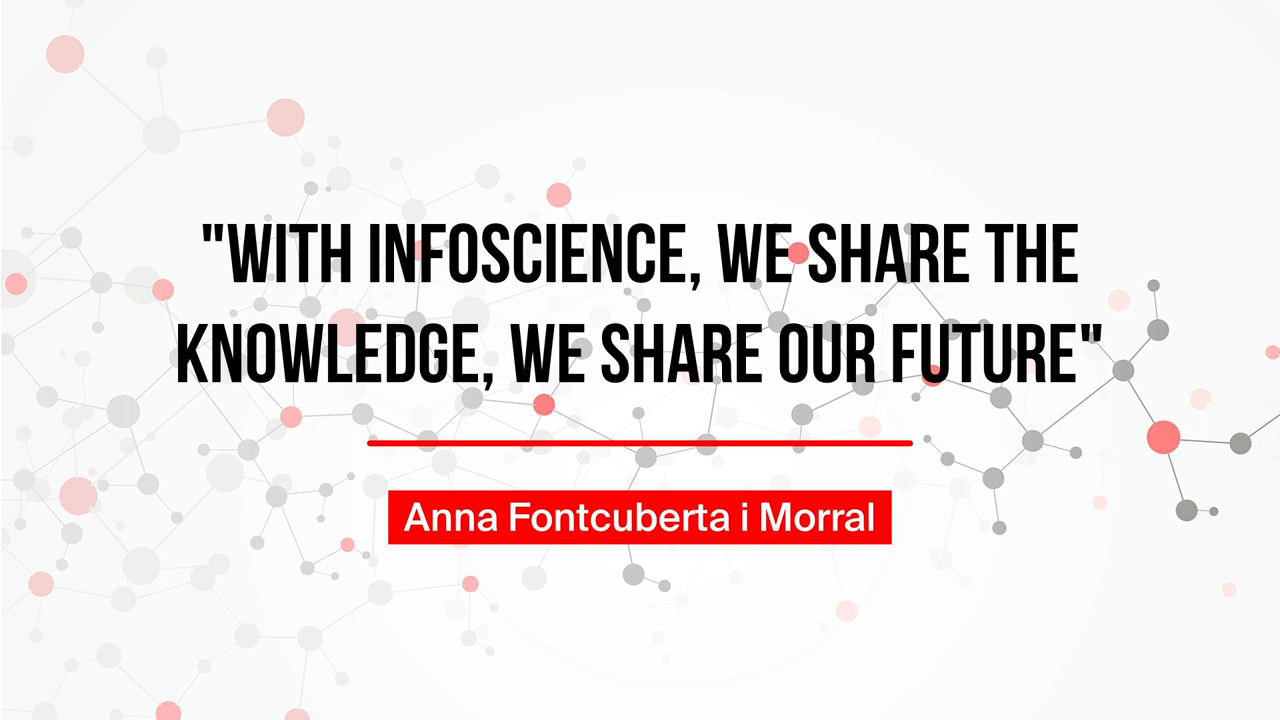 "WITH INFOSCIENCE, WE SHARE THE
KNOWLEDGE, WE SHARE OUR FUTURE"
Anna Fontcuberta i Morral